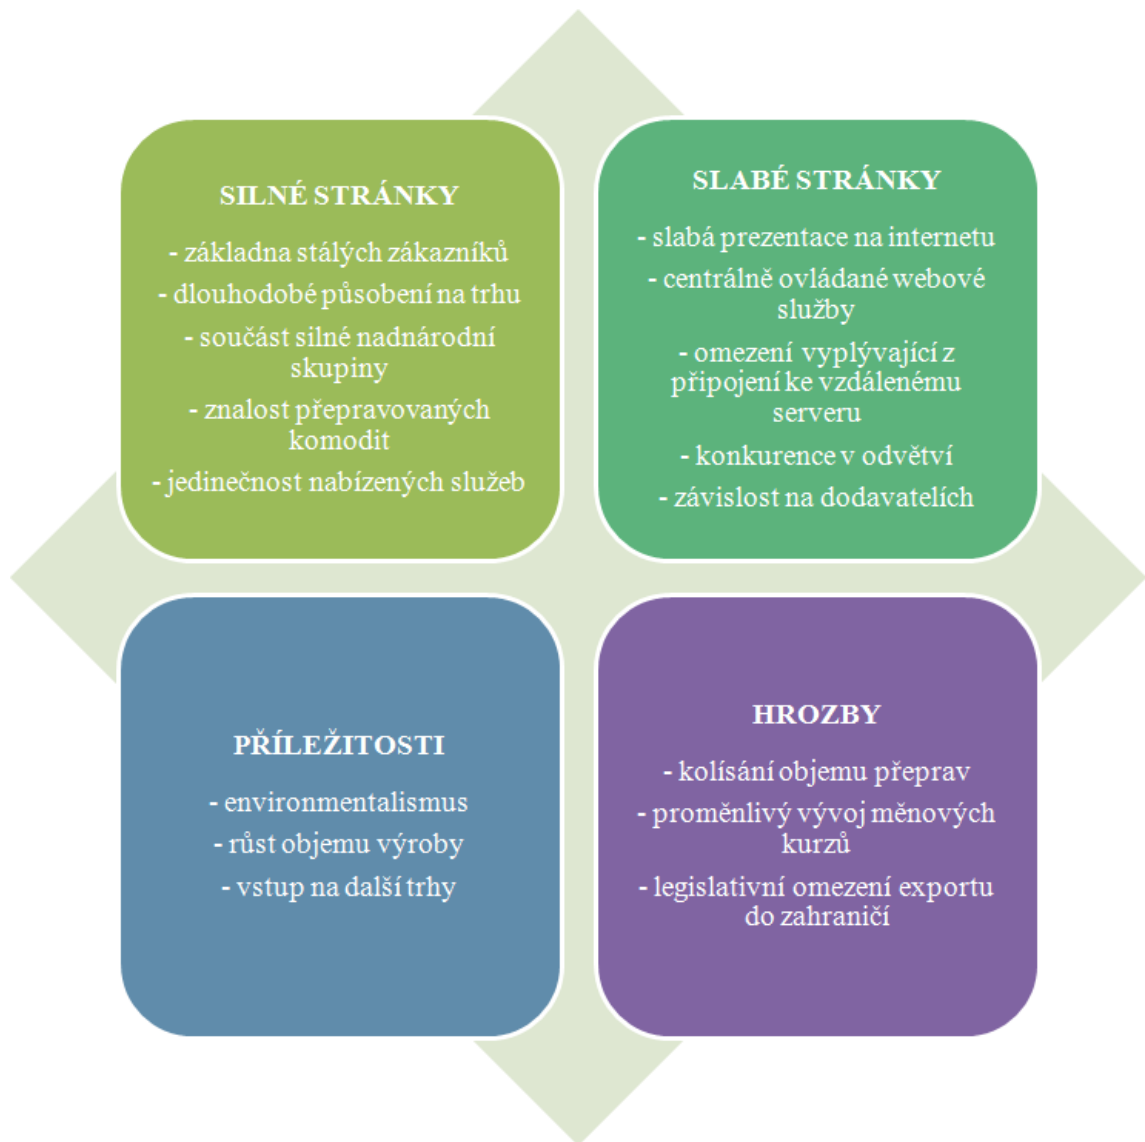 SILNÉ STRÁNKY
- základna stálých zákazníků
- dlouhodobé působení na trhu
- součást silné nadnárodní
skupiny
- znalost přepravovaných
komodit
- jedinečnost nabízených služeb
SLABÉ STRÁNKY
- slabá prezentace na internetu
- centrálně ovládané webové
služby
- omezení vyplývající z
připojení ke vzdálenému
serveru
- konkurence v odvětví
- závislost na dodavatelích
PŘÍLEŽITOSTI
- environmentalismus
- růst objemu výroby
- vstup na další trhy
HROZBY
- kolísání objemu přeprav
- proměnlivý vývoj měnových
kurzů
- legislativní omezení exportu
do zahraničí